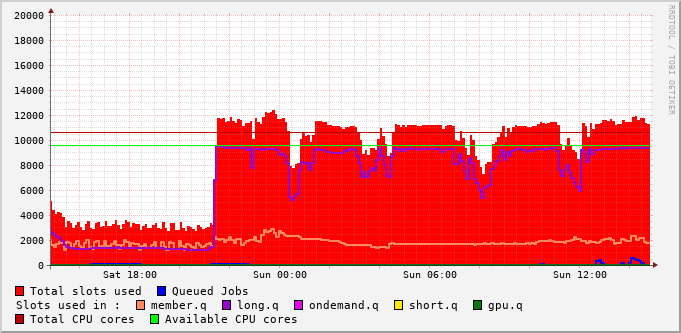 20000
18000
16000
14000
12000
10000
8000
6000
4000
2000
0
Sat 18:00 Sun 00:00 Sun 06:00 Sun 12:00
RRDTOOL / TOBI OETIKER
Total slots used Queued Jobs
Slots used in : member.q long.q ondemand.q short.q gpu.q
Total CPU cores Available CPU cores